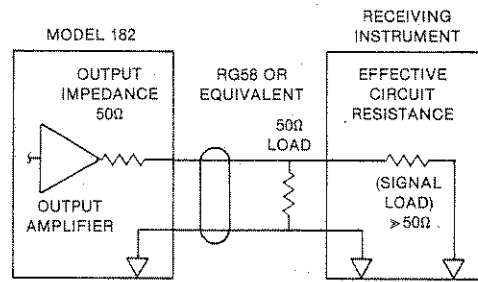 MODEL 182
OUTPUT
IMPEDANCE
50Ω
OUTPUT
AMPLIFIER
RG58 OR
EQUIVALENT
50Ω
LOAD
RECEIVING
INSTRUMENT
EFFECTIVE
CIRCUIT
RESISTANCE
(SIGNAL
LOAD)
⩾50Ω